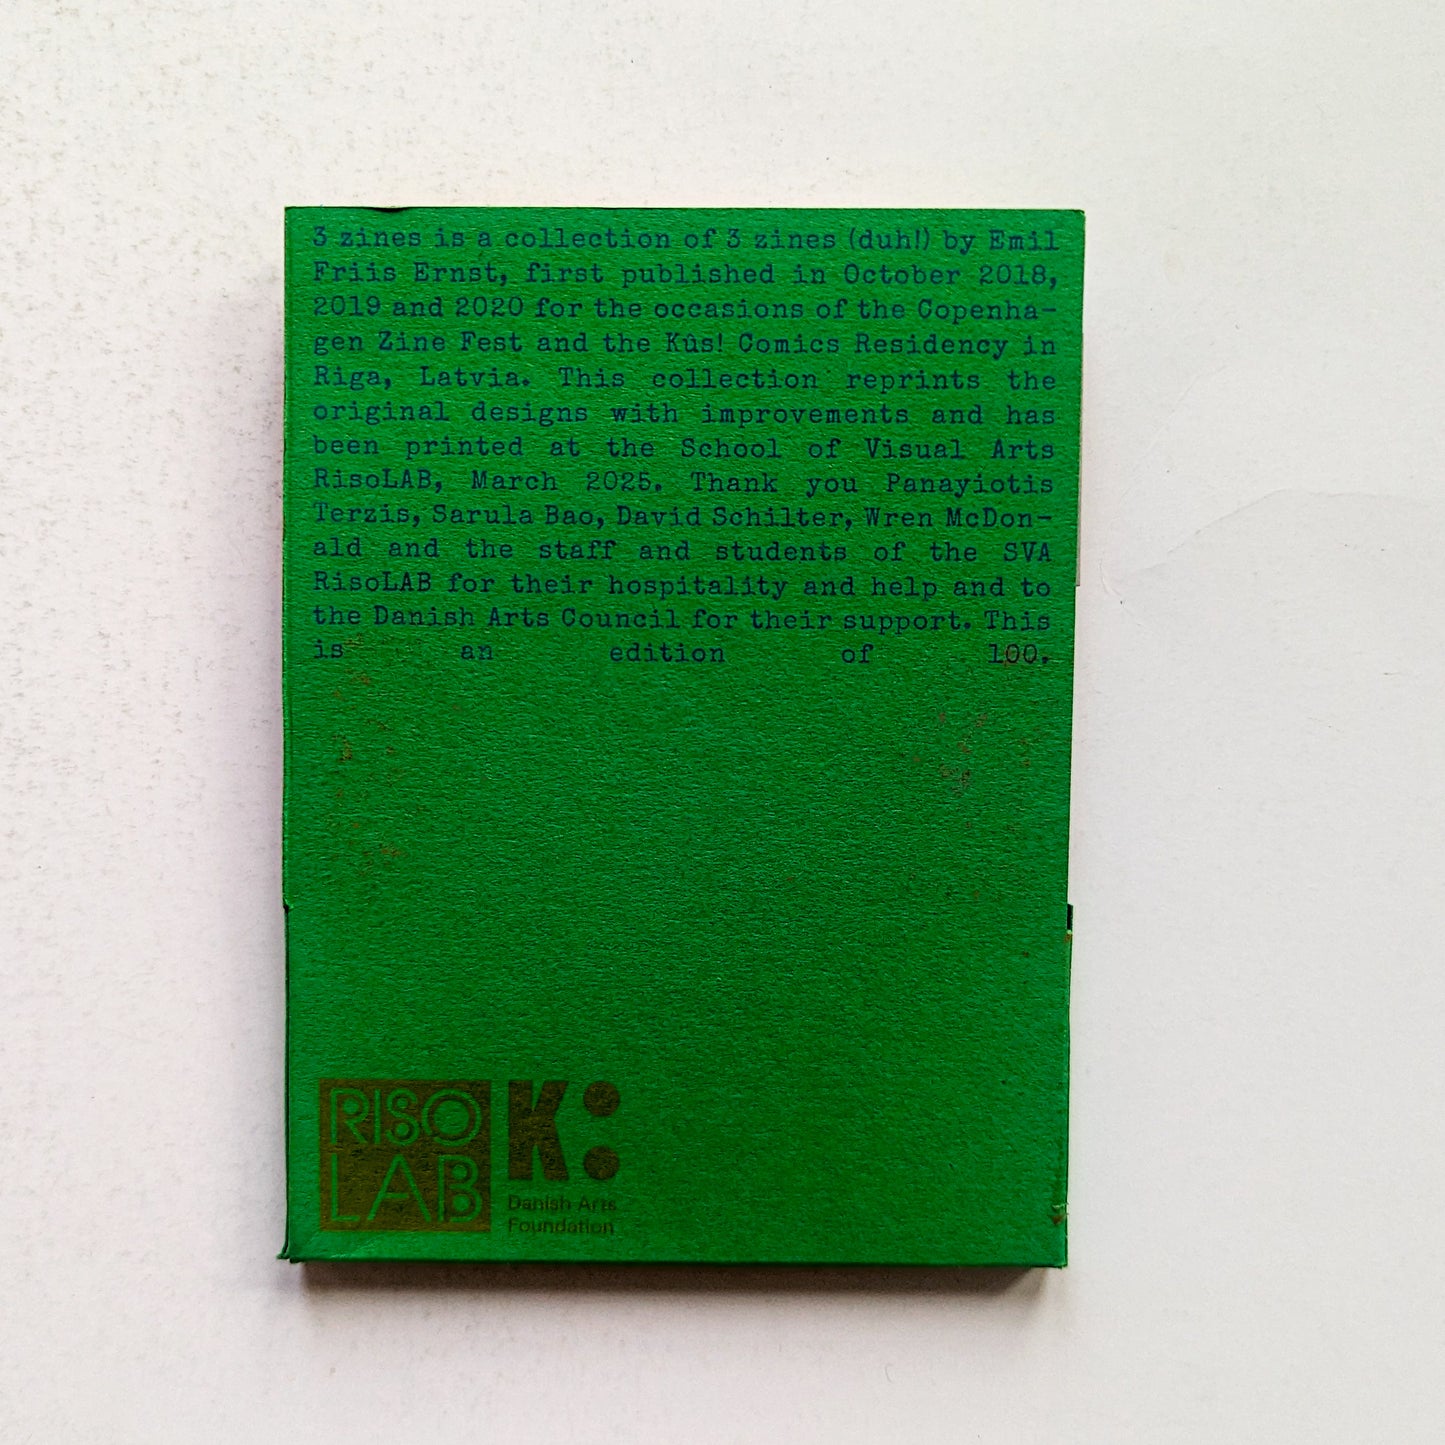 3 zines is a collection of 3 zines (duh!) by Emil
Friis Ernst, first published in October 2018,
2019 and 2020 for the occasions of the Copenha-
gen Zine Fest and the Kûs! Comics Residency in
Riga, Latvia. This collection reprints the
original designs with improvements and has
been printed at the School of Visual Arts
RisoLAB, March 2025. Thank you Panayiotis
Terzis, Sarula Bao, David Schilter, Wren McDon-
ald and the staff and students of the SVA
RisoLAB for their hospitality and help and to
the Danish Arts Council for their support. This
is an edition of 100.
RISO
LAB
K:
Danish Arts
Foundation